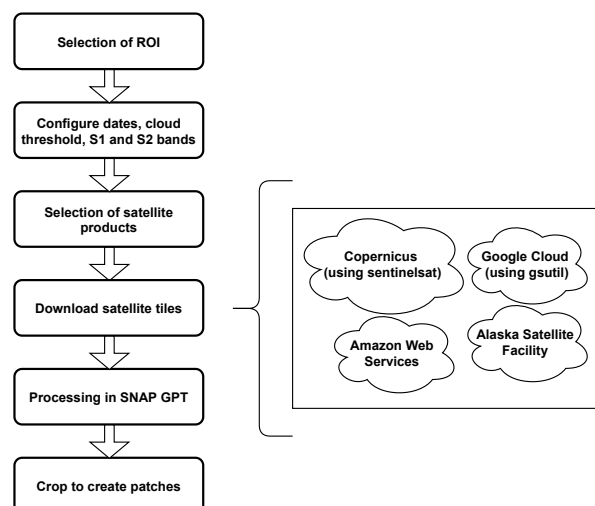 Selection of ROI
Configure dates, cloud
threshold, S1 and S2 bands
Selection of satellite
products
Download satellite tiles
Processing in SNAP GPT
Crop to create patches
Copernicus
(using sentinelsat)
Google Cloud
(using gsutil)
Amazon Web
Services
Alaska Satellite
Facility